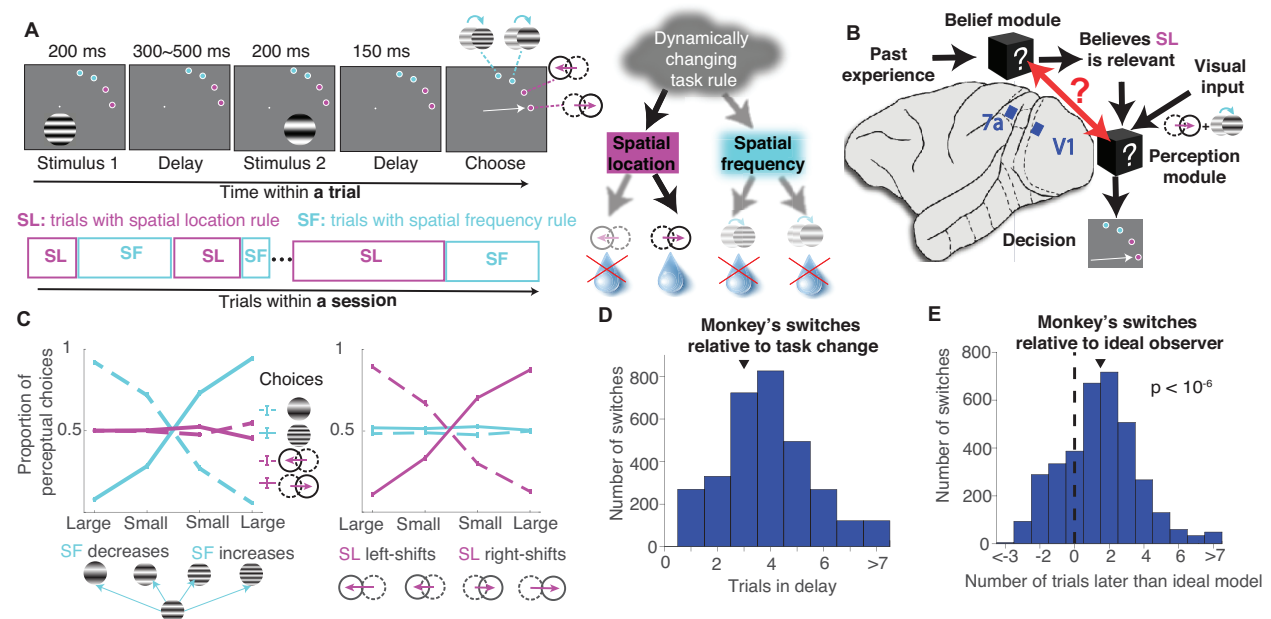 A
200 ms
300~500 ms
200 ms
150 ms
Stimulus 1
Delay
Stimulus 2
Delay
Choose
Time within a trial
SL: trials with spatial location rule
SF: trials with spatial frequency rule
SL
SF
SL
SF
SL
SF
Trials within a session
Dynamically
changing
task rule
Spatial
location
Spatial
frequency
B
Belief module
Past
experience
?
Believes SL
is relevant
Visual
input
?
7a
V1
+
?
Perception
module
Decision
C
Proportion of
perceptual choices
1
0.5
Large
Small
Small
Large
SF decreases
SF increases
Choices
1
0.5
Large
Small
Small
Large
SL left-shifts
SL right-shifts
D
Monkey's switches
relative to task change
Number of switches
800
600
400
200
0
0
2
4
6
>7
Trials in delay
E
Monkey's switches
relative to ideal observer
p < 10-6
Number of switches
800
600
400
200
0
<-3
-2
0
2
4
6
>7
Number of trials later than ideal model